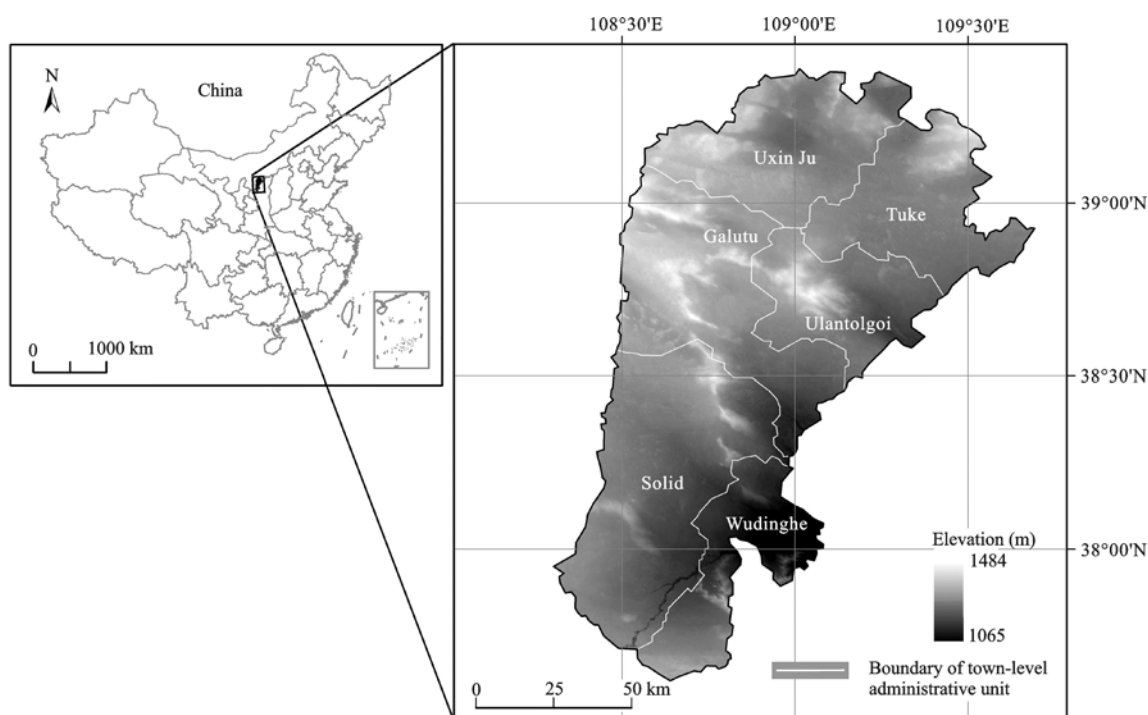 108°30'E 109°00'E 109°30'E
N
China
Uxin Ju
39°00'N
Tuke
Galutu
Ulantolgoi
0 1000 km
38°30'N
Solid
Wudinghe
Elevation (m)
38°00'N
1484
1065
Boundary of town-level
administrative unit
0 25 50 km